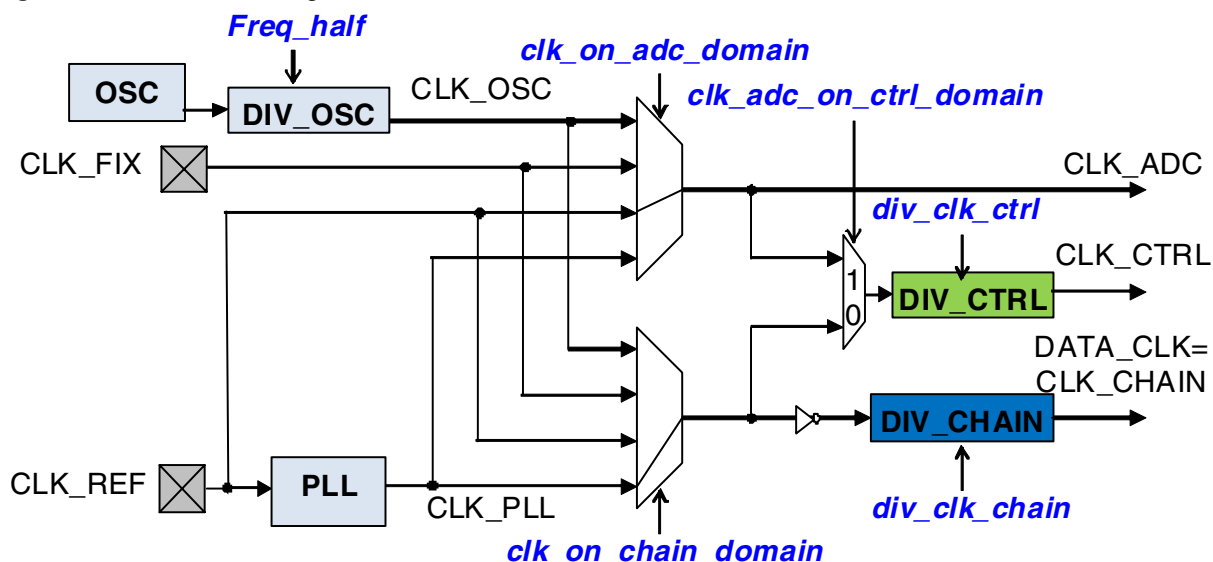 Freq_half
clk_on_adc_domain
OSC
CLK_OSC
clk_adc_on_ctrl_domain
DIV_OSC
CLK_FIX
CLK_ADC
div_clk_ctrl
CLK_CTRL
1
DIV_CTRL
0
DATA_CLK=
CLK_CHAIN
DIV_CHAIN
CLK_REF
PLL
CLK_PLL
div_clk_chain
clk_on_chain_domain